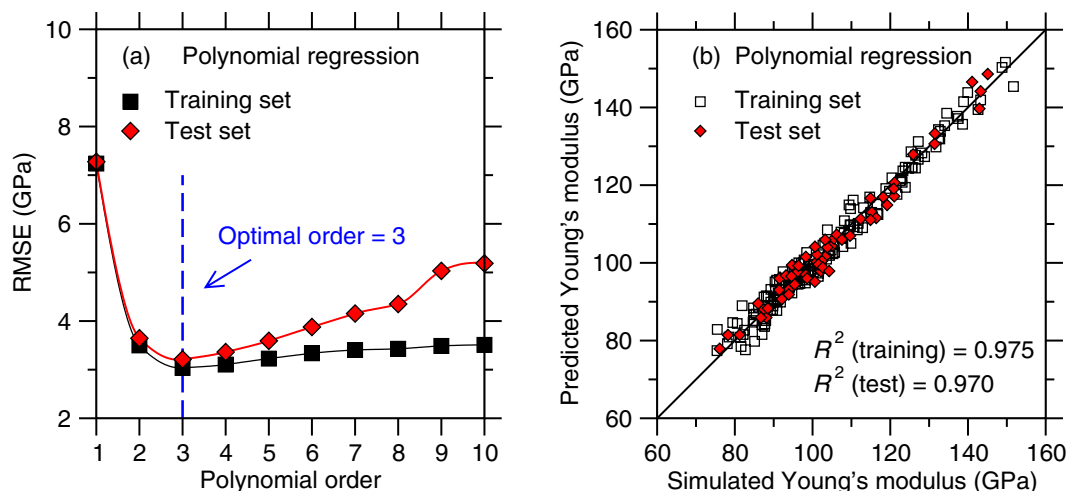 (a) Polynomial regression
Training set
Test set
Optimal order = 3
RMSE (GPa)
10
8
6
4
2
1 2 3 4 5 6 7 8 9 10
Polynomial order
(b) Polynomial regression
Training set
Test set
R² (training) = 0.975
R² (test) = 0.970
Predicted Young's modulus (GPa)
160
140
120
100
80
60
60 80 100 120 140 160
Simulated Young's modulus (GPa)